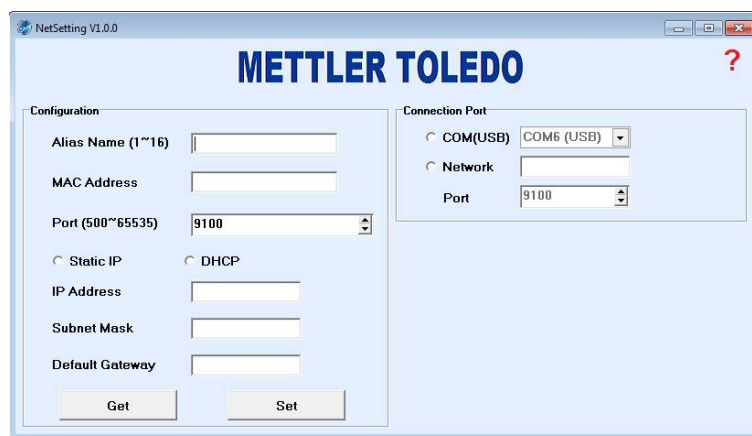 NetSetting V1.0.0
METTLER TOLEDO
?
Configuration
Alias Name (1~16)
MAC Address
Port (500~65535) 9100
Static IP DHCP
IP Address
Subnet Mask
Default Gateway
Get Set
Connection Port
COM(USB) COM6 (USB)
Network
Port 9100